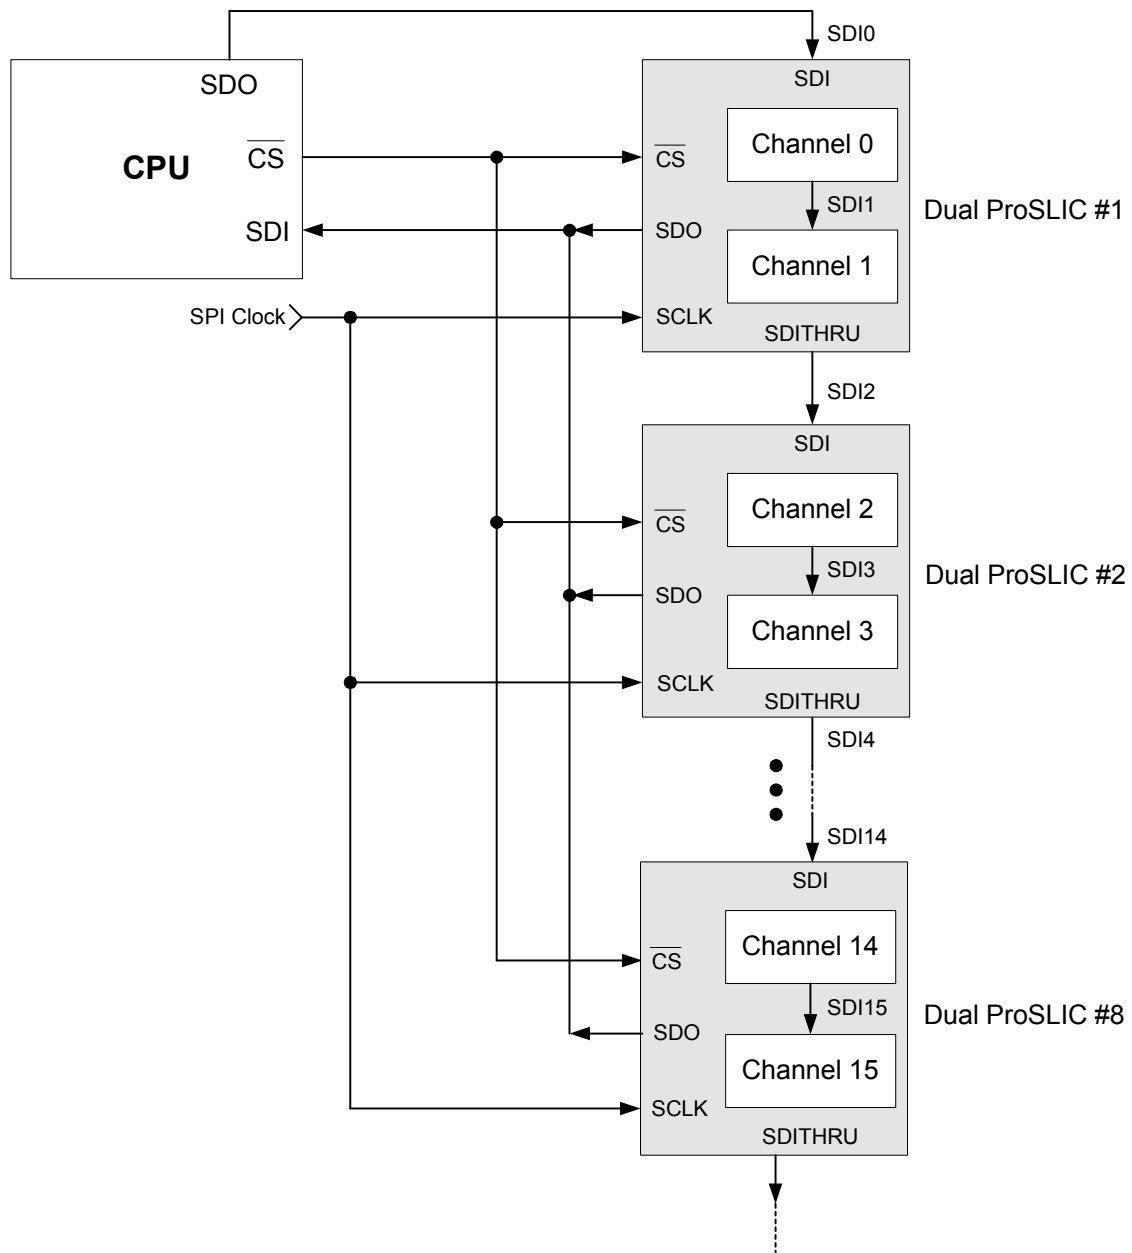 SDI0
SDO
CPU
CS
SDI
SPI Clock
SDI
Channel 0
CS
SDI1
Dual ProSLIC #1
SDO
Channel 1
SCLK
SDITHRU
SDI2
SDI
Channel 2
CS
SDI3
Dual ProSLIC #2
SDO
Channel 3
SCLK
SDITHRU
SDI4
SDI14
SDI
Channel 14
CS
SDI15
Dual ProSLIC #8
SDO
Channel 15
SCLK
SDITHRU